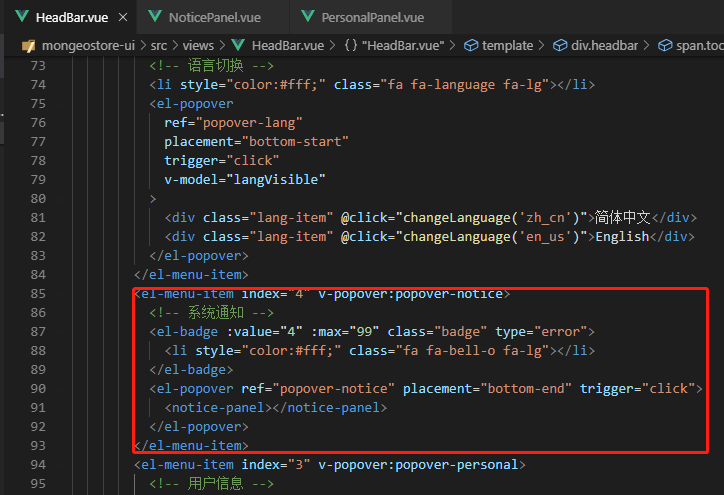 HeadBar.vue × NoticePanel.vue PersonalPanel.vue
mongeostore-ui > src > views > HeadBar.vue > {} "HeadBar.vue" > template > div.headbar > span.too
73 <!-- 语言切换 -->
74 <li style="color:#fff;" class="fa fa-language fa-lg"></li>
75 <el-popover
76 ref="popover-lang"
77 placement="bottom-start"
78 trigger="click"
79 v-model="langVisible"
80 >
81 <div class="lang-item" @click="changeLanguage('zh_cn')">简体中文</div>
82 <div class="lang-item" @click="changeLanguage('en_us')">English</div>
83 </el-popover>
84 </el-menu-item>
85 <el-menu-item index="4" v-popover:popover-notice>
86 <!-- 系统通知 -->
87 <el-badge :value="4" :max="99" class="badge" type="error">
88 <li style="color:#fff;" class="fa fa-bell-o fa-lg"></li>
89 </el-badge>
90 <el-popover ref="popover-notice" placement="bottom-end" trigger="click">
91 <notice-panel></notice-panel>
92 </el-popover>
93 </el-menu-item>
94 <el-menu-item index="3" v-popover:popover-personal>
95 <!-- 用户信息 -->